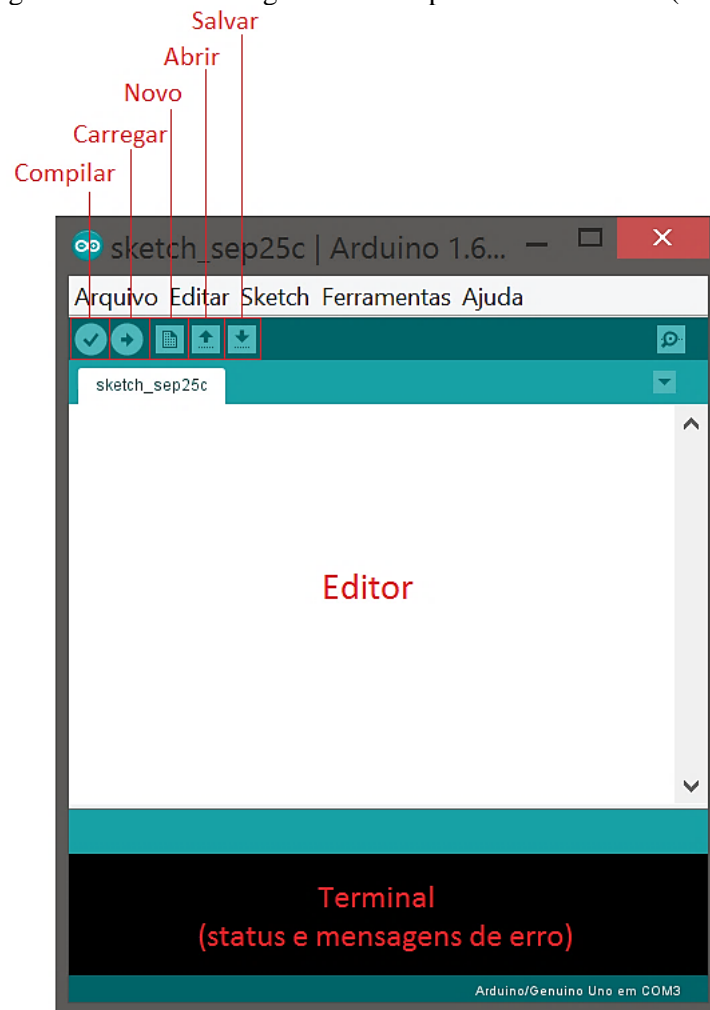 Salvar
Abrir
Novo
Carregar
Compilar
sketch_sep25c | Arduino 1.6...
Arquivo Editar Sketch Ferramentas Ajuda
sketch_sep25c
Editor
Terminal
(status e mensagens de erro)
Arduino/Genuino Uno em COM3